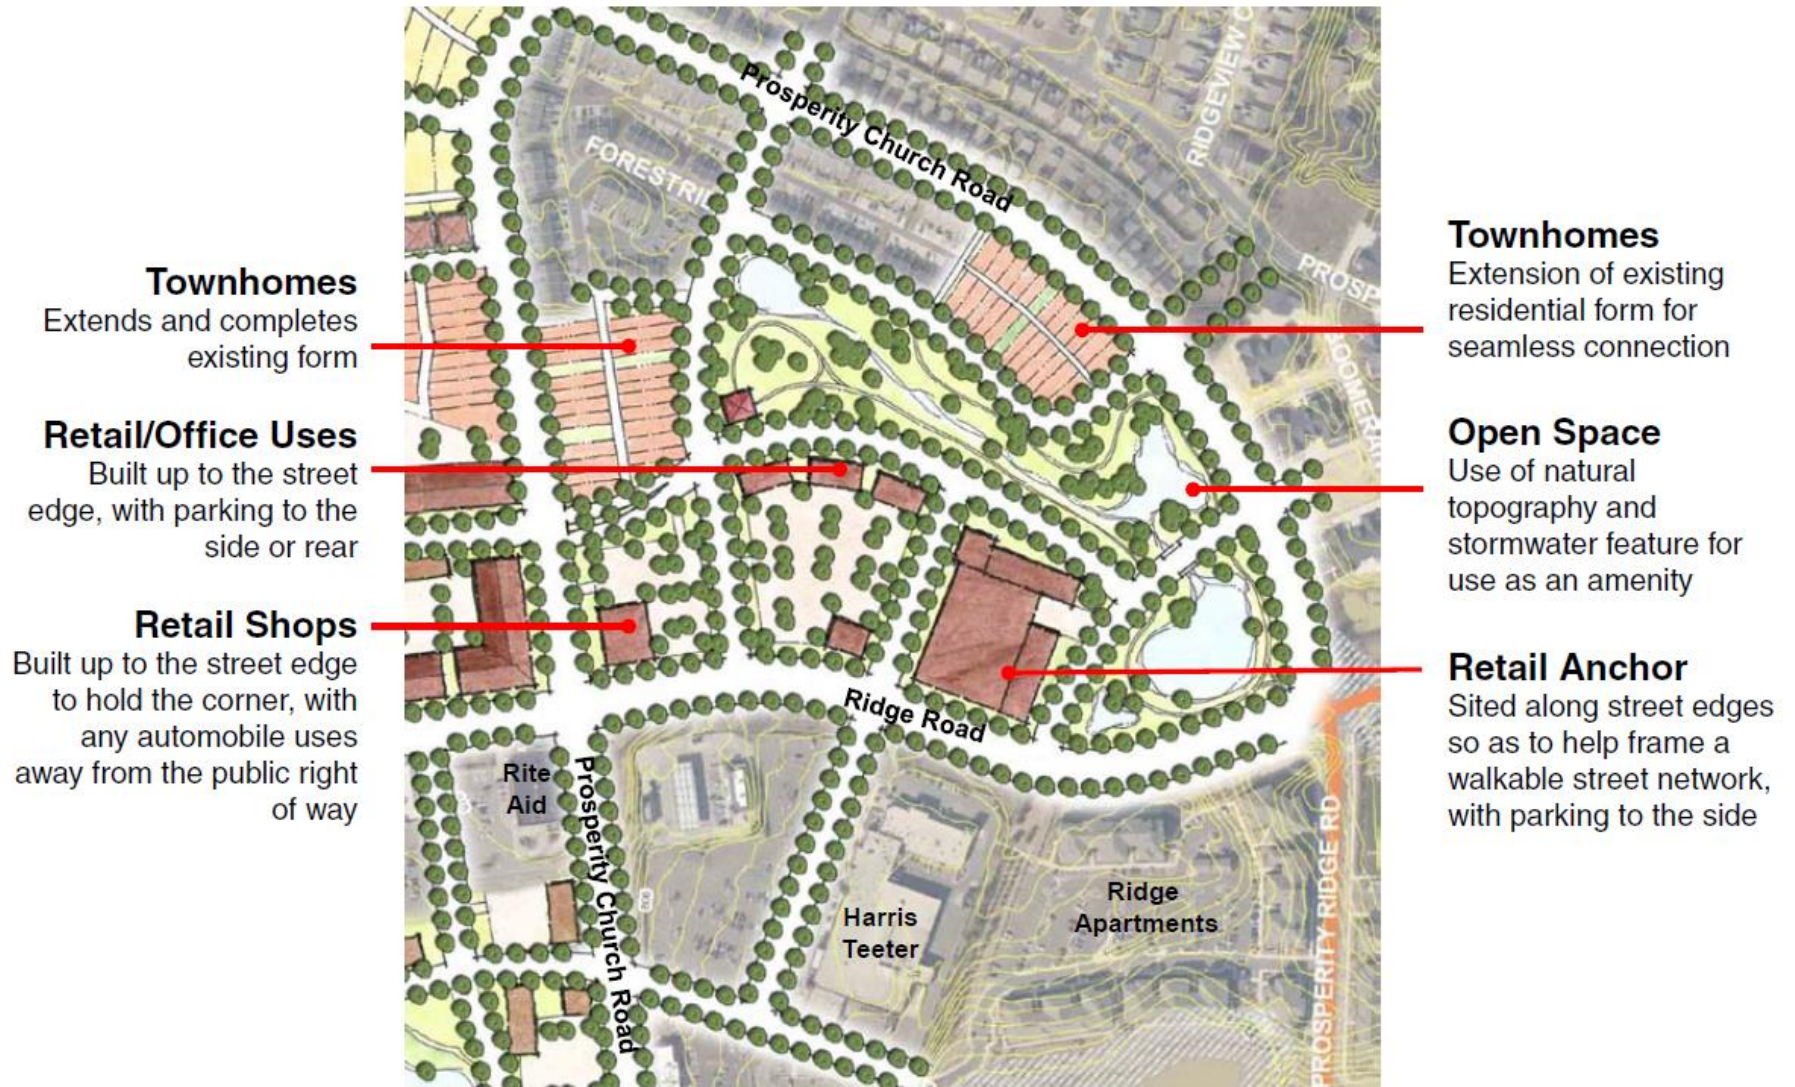 Townhomes
Extends and completes
existing form
Retail/Office Uses
Built up to the street
edge, with parking to the
side or rear
Retail Shops
Built up to the street edge
to hold the corner, with
any automobile uses
away from the public right
of way
Prosperity Church Road
RIDGEVIEW C
FORESTRI
PROSP
Ridge Road
Rite
Aid
Prosperity Church Road
Harris
Teeter
Ridge
Apartments
PROSPERITY RIDGE RD
Townhomes
Extension of existing
residential form for
seamless connection
Open Space
Use of natural
topography and
stormwater feature for
use as an amenity
Retail Anchor
Sited along street edges
so as to help frame a
walkable street network,
with parking to the side